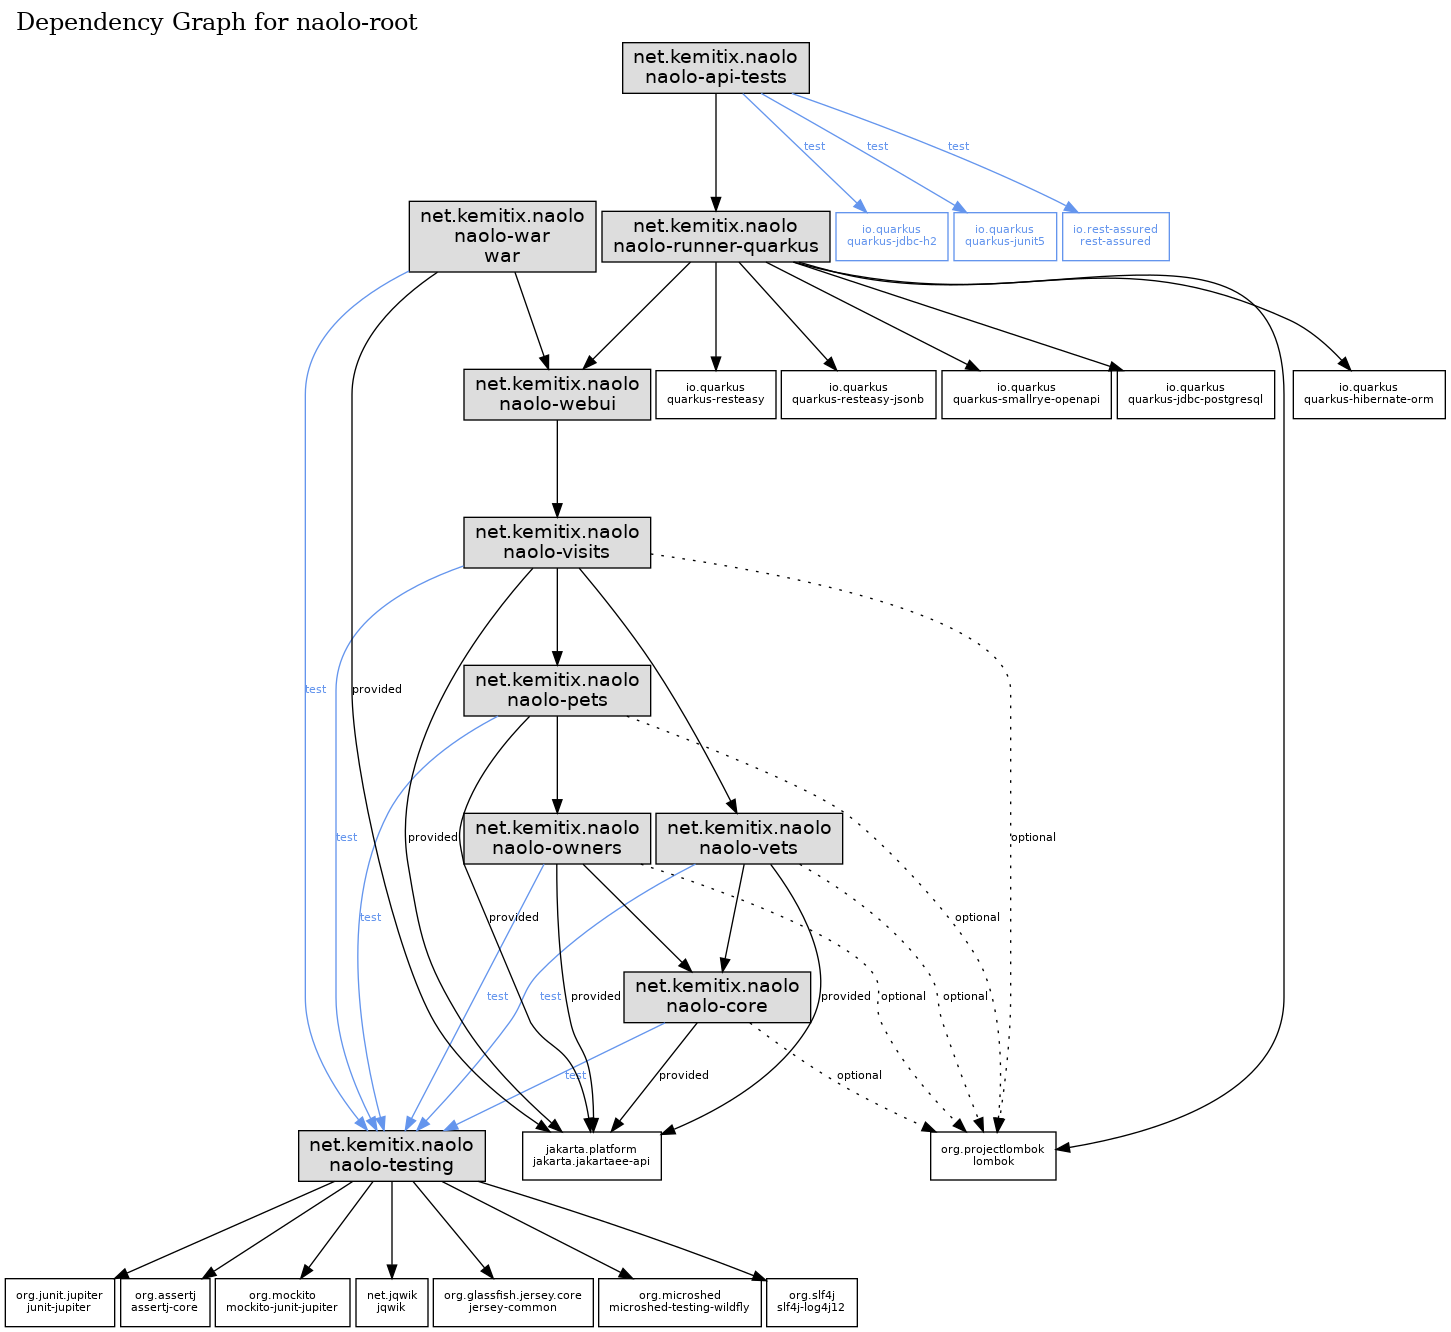 Dependency Graph for naolo-root
net.kemitix.naolo
naolo-api-tests
test
test
test
net.kemitix.naolo
naolo-war
war
net.kemitix.naolo
naolo-runner-quarkus
io.quarkus
quarkus-jdbc-h2
io.quarkus
quarkus-junit5
io.rest-assured
rest-assured
net.kemitix.naolo
naolo-webui
io.quarkus
quarkus-resteasy
io.quarkus
quarkus-resteasy-jsonb
io.quarkus
quarkus-smallrye-openapi
io.quarkus
quarkus-jdbc-postgresql
io.quarkus
quarkus-hibernate-orm
net.kemitix.naolo
naolo-visits
test
provided
net.kemitix.naolo
naolo-pets
test
provided
net.kemitix.naolo
naolo-owners
net.kemitix.naolo
naolo-vets
optional
test
provided
optional
test
test
provided
net.kemitix.naolo
naolo-core
provided
optional
optional
test
provided
optional
net.kemitix.naolo
naolo-testing
jakarta.platform
jakarta.jakartaee-api
org.projectlombok
lombok
org.junit.jupiter
junit-jupiter
org.assertj
assertj-core
org.mockito
mockito-junit-jupiter
net.jqwik
jqwik
org.glassfish.jersey.core
jersey-common
org.microshed
microshed-testing-wildfly
org.slf4j
slf4j-log4j12